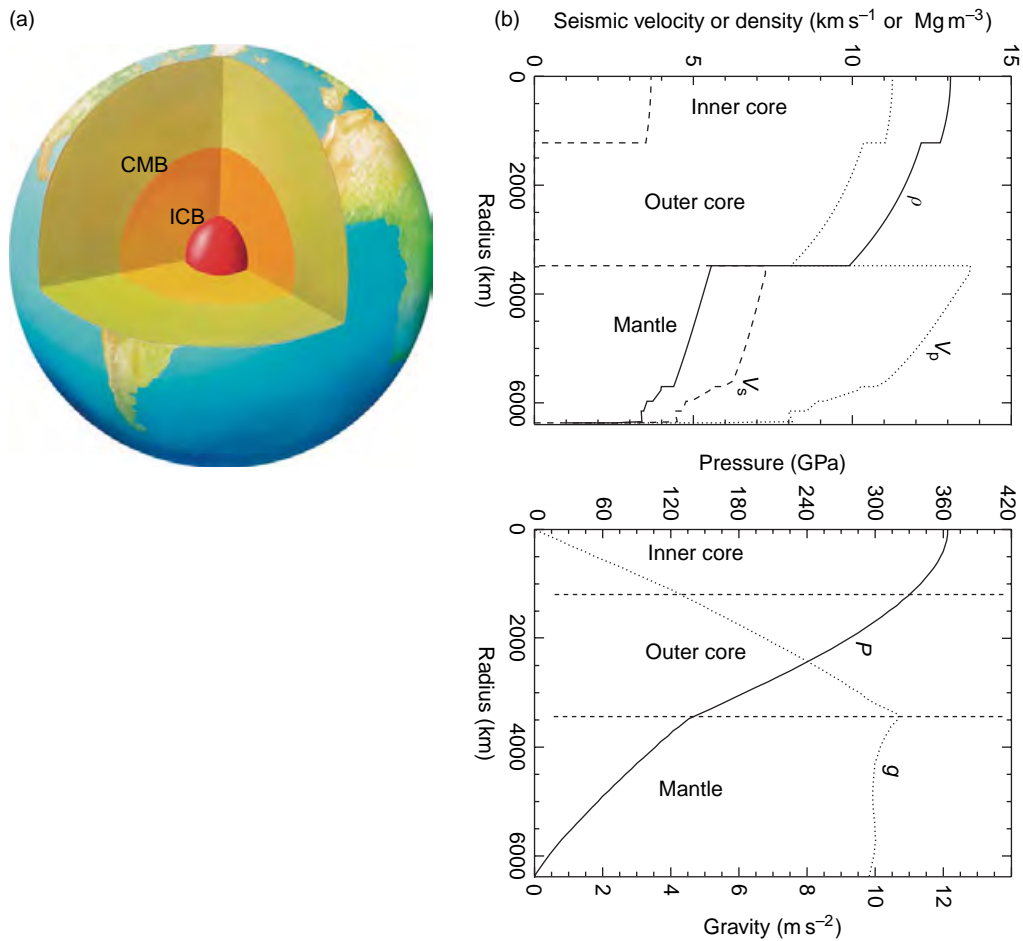 (a)
CMB
ICB
(b)
Seismic velocity or density (km s⁻¹ or Mg m⁻³)
0 5 10 15
0
2000
4000
6000
Radius (km)
Inner core
Outer core
Mantle
ρ
Vₛ
Vₚ
Pressure (GPa)
0 60 120 180 240 300 360 420
0
2000
4000
6000
Radius (km)
Inner core
Outer core
Mantle
P
g
0 2 4 6 8 10 12
Gravity (m s⁻²)